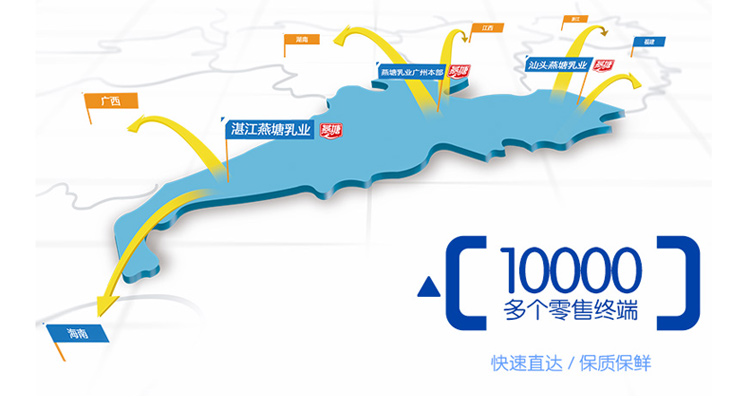 浙江
江西
湖南
福建
汕头燕塘乳业
燕塘
燕塘乳业广州本部
燕塘
广西
湛江燕塘乳业
燕塘
10000
多个零售终端
海南
快速直达 / 保质保鲜